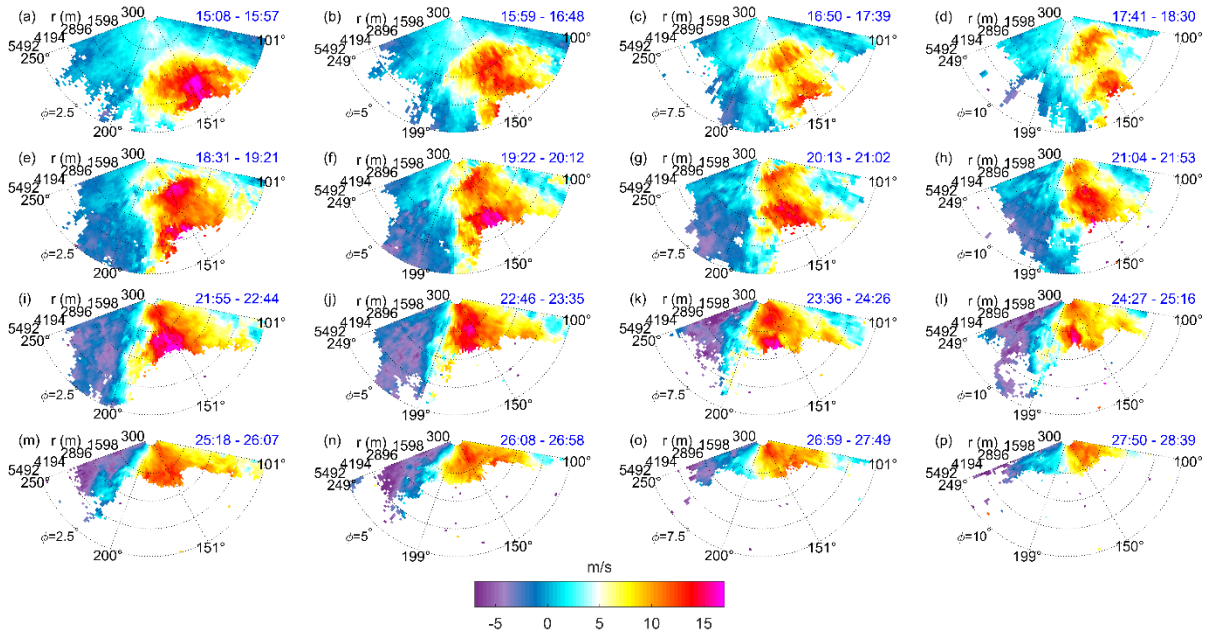 (a) r (m) 1598 300 15:08 - 15:57
5492 4194 2896 101°
250°
ϕ=2.5° 200° 151°
(b) r (m) 1598 300 15:59 - 16:48
5492 4194 2896 100°
249°
ϕ=5° 199° 150°
(c) r (m) 1598 300 16:50 - 17:39
5492 4194 2896 101°
250°
ϕ=7.5° 200° 151°
(d) r (m) 1598 300 17:41 - 18:30
5492 4194 2896 100°
249°
ϕ=10° 199° 150°
(e) r (m) 1598 300 18:31 - 19:21
5492 4194 2896 101°
250°
ϕ=2.5° 200° 151°
(f) r (m) 1598 300 19:22 - 20:12
5492 4194 2896 100°
249°
ϕ=5° 199° 150°
(g) r (m) 1598 300 20:13 - 21:02
5492 4194 2896 101°
250°
ϕ=7.5° 200° 151°
(h) r (m) 1598 300 21:04 - 21:53
5492 4194 2896 100°
249°
ϕ=10° 199° 150°
(i) r (m) 1598 300 21:55 - 22:44
5492 4194 2896 101°
250°
ϕ=2.5° 200° 151°
(j) r (m) 1598 300 22:46 - 23:35
5492 4194 2896 100°
249°
ϕ=5° 199° 150°
(k) r (m) 1598 300 23:36 - 24:26
5492 4194 2896 101°
250°
ϕ=7.5° 200° 151°
(l) r (m) 1598 300 24:27 - 25:16
5492 4194 2896 100°
249°
ϕ=10° 199° 150°
(m) r (m) 1598 300 25:18 - 26:07
5492 4194 2896 101°
250°
ϕ=2.5° 200° 151°
(n) r (m) 1598 300 26:08 - 26:58
5492 4194 2896 100°
249°
ϕ=5° 199° 150°
(o) r (m) 1598 300 26:59 - 27:49
5492 4194 2896 101°
250°
ϕ=7.5° 200° 151°
(p) r (m) 1598 300 27:50 - 28:39
5492 4194 2896 100°
249°
ϕ=10° 199° 150°
m/s
-5 0 5 10 15